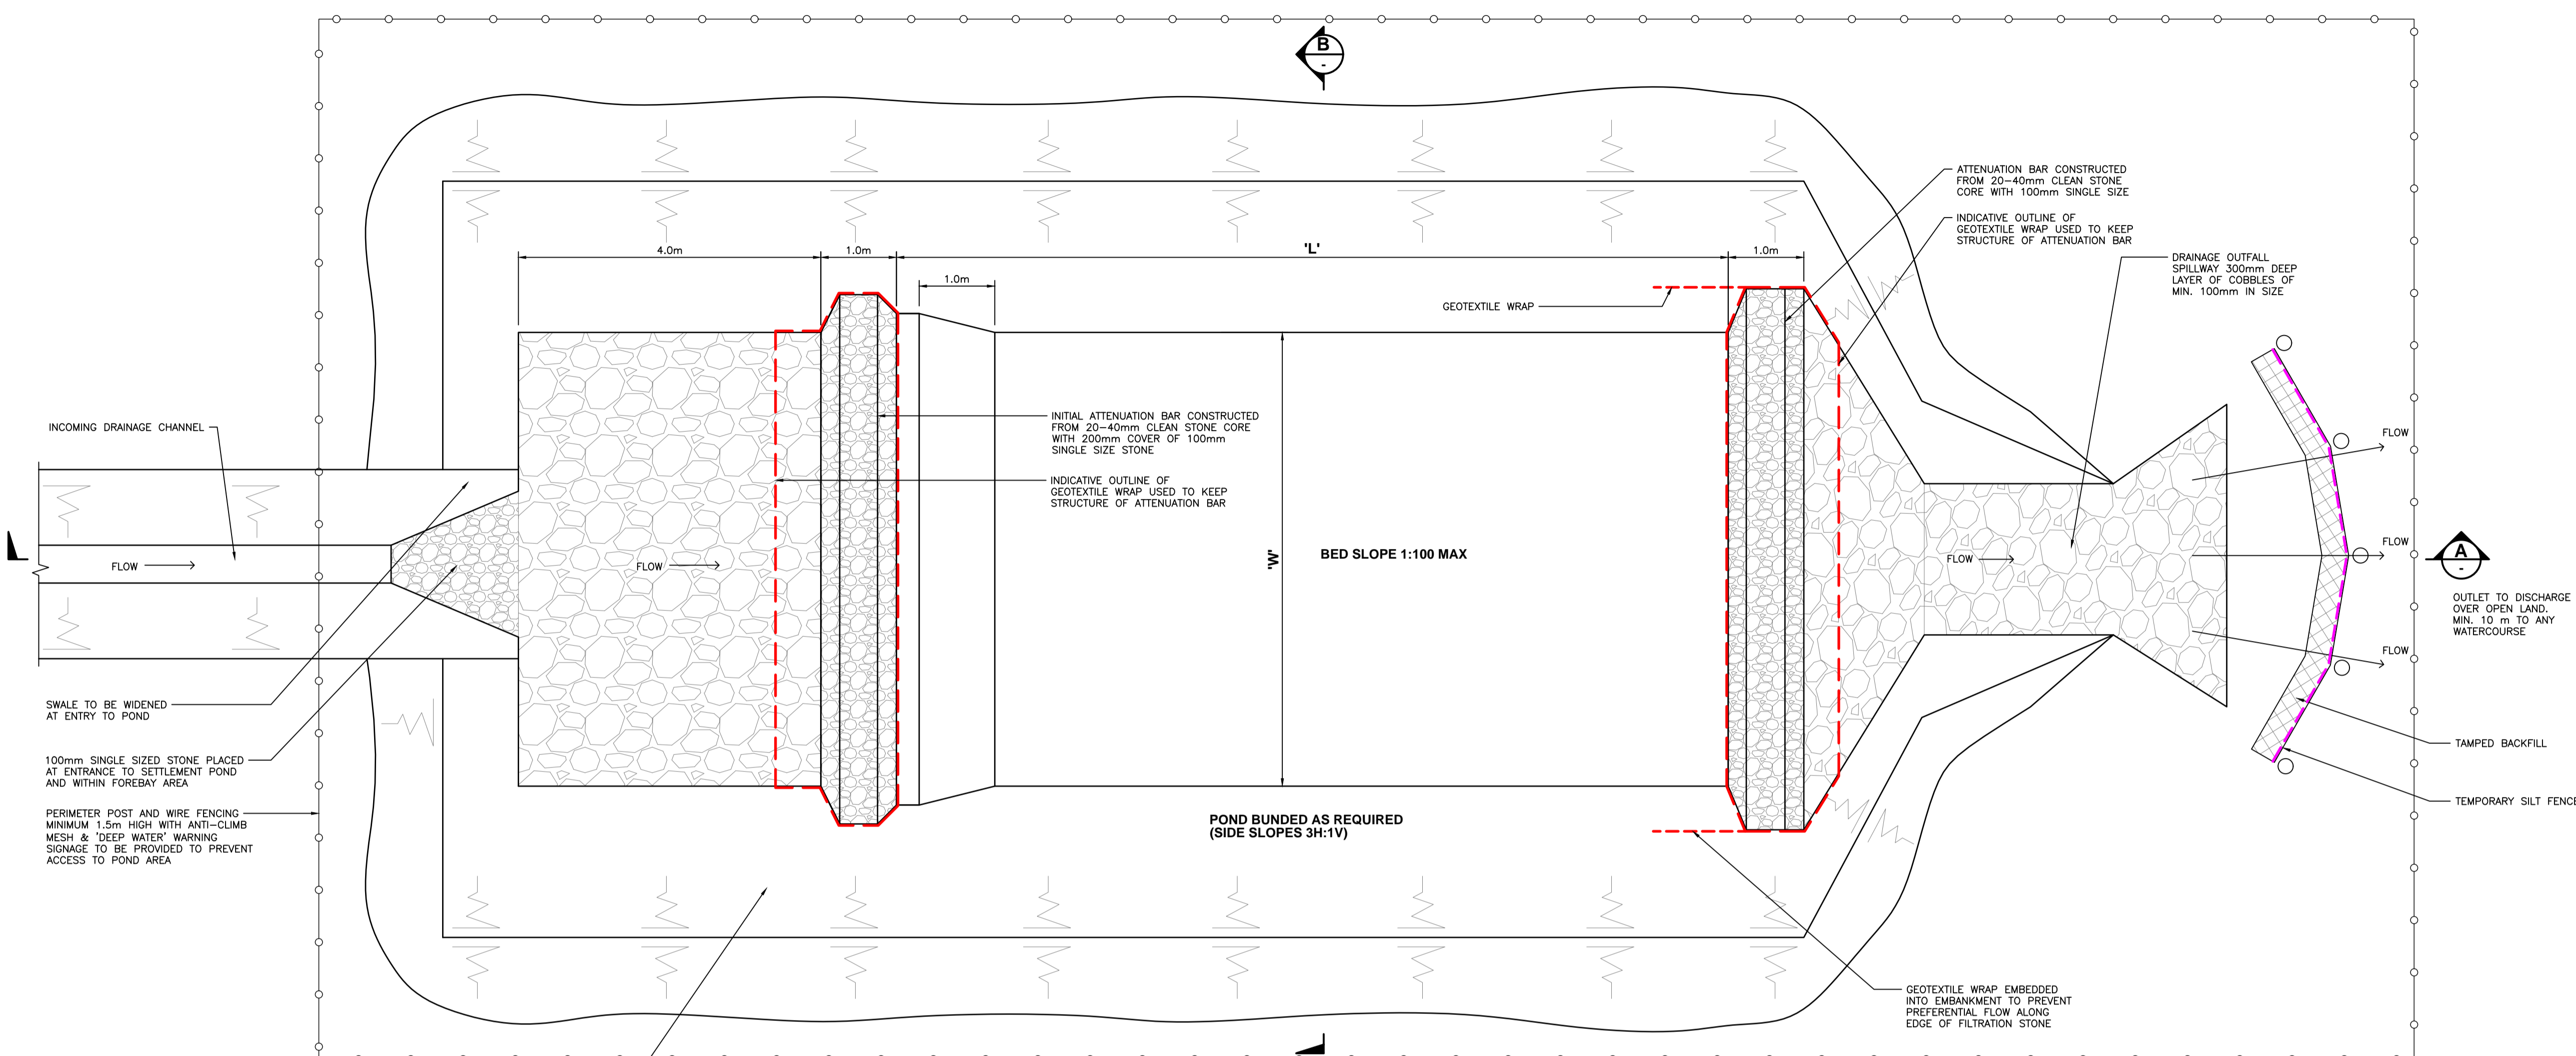 B
-
ATTENUATION BAR CONSTRUCTED
FROM 20-40mm CLEAN STONE
CORE WITH 100mm SINGLE SIZE
INDICATIVE OUTLINE OF
GEOTEXTILE WRAP USED TO KEEP
STRUCTURE OF ATTENUATION BAR
DRAINAGE OUTFALL
SPILLWAY 300mm DEEP
LAYER OF COBBLES OF
MIN. 100mm IN SIZE
4.0m
1.0m
'L'
1.0m
1.0m
GEOTEXTILE WRAP
INCOMING DRAINAGE CHANNEL
INITIAL ATTENUATION BAR CONSTRUCTED
FROM 20-40mm CLEAN STONE CORE
WITH 200mm COVER OF 100mm
SINGLE SIZE STONE
INDICATIVE OUTLINE OF
GEOTEXTILE WRAP USED TO KEEP
STRUCTURE OF ATTENUATION BAR
FLOW
FLOW
'W'
BED SLOPE 1:100 MAX
FLOW
FLOW
FLOW
FLOW
A
-
OUTLET TO DISCHARGE
OVER OPEN LAND.
MIN. 10 m TO ANY
WATERCOURSE
SWALE TO BE WIDENED
AT ENTRY TO POND
100mm SINGLE SIZED STONE PLACED
AT ENTRANCE TO SETTLEMENT POND
AND WITHIN FOREBAY AREA
PERIMETER POST AND WIRE FENCING
MINIMUM 1.5m HIGH WITH ANTI-CLIMB
MESH & 'DEEP WATER' WARNING
SIGNAGE TO BE PROVIDED TO PREVENT
ACCESS TO POND AREA
POND BUNDED AS REQUIRED
(SIDE SLOPES 3H:1V)
TAMPED BACKFILL
TEMPORARY SILT FENCE
GEOTEXTILE WRAP EMBEDDED
INTO EMBANKMENT TO PREVENT
PREFERENTIAL FLOW ALONG
EDGE OF FILTRATION STONE